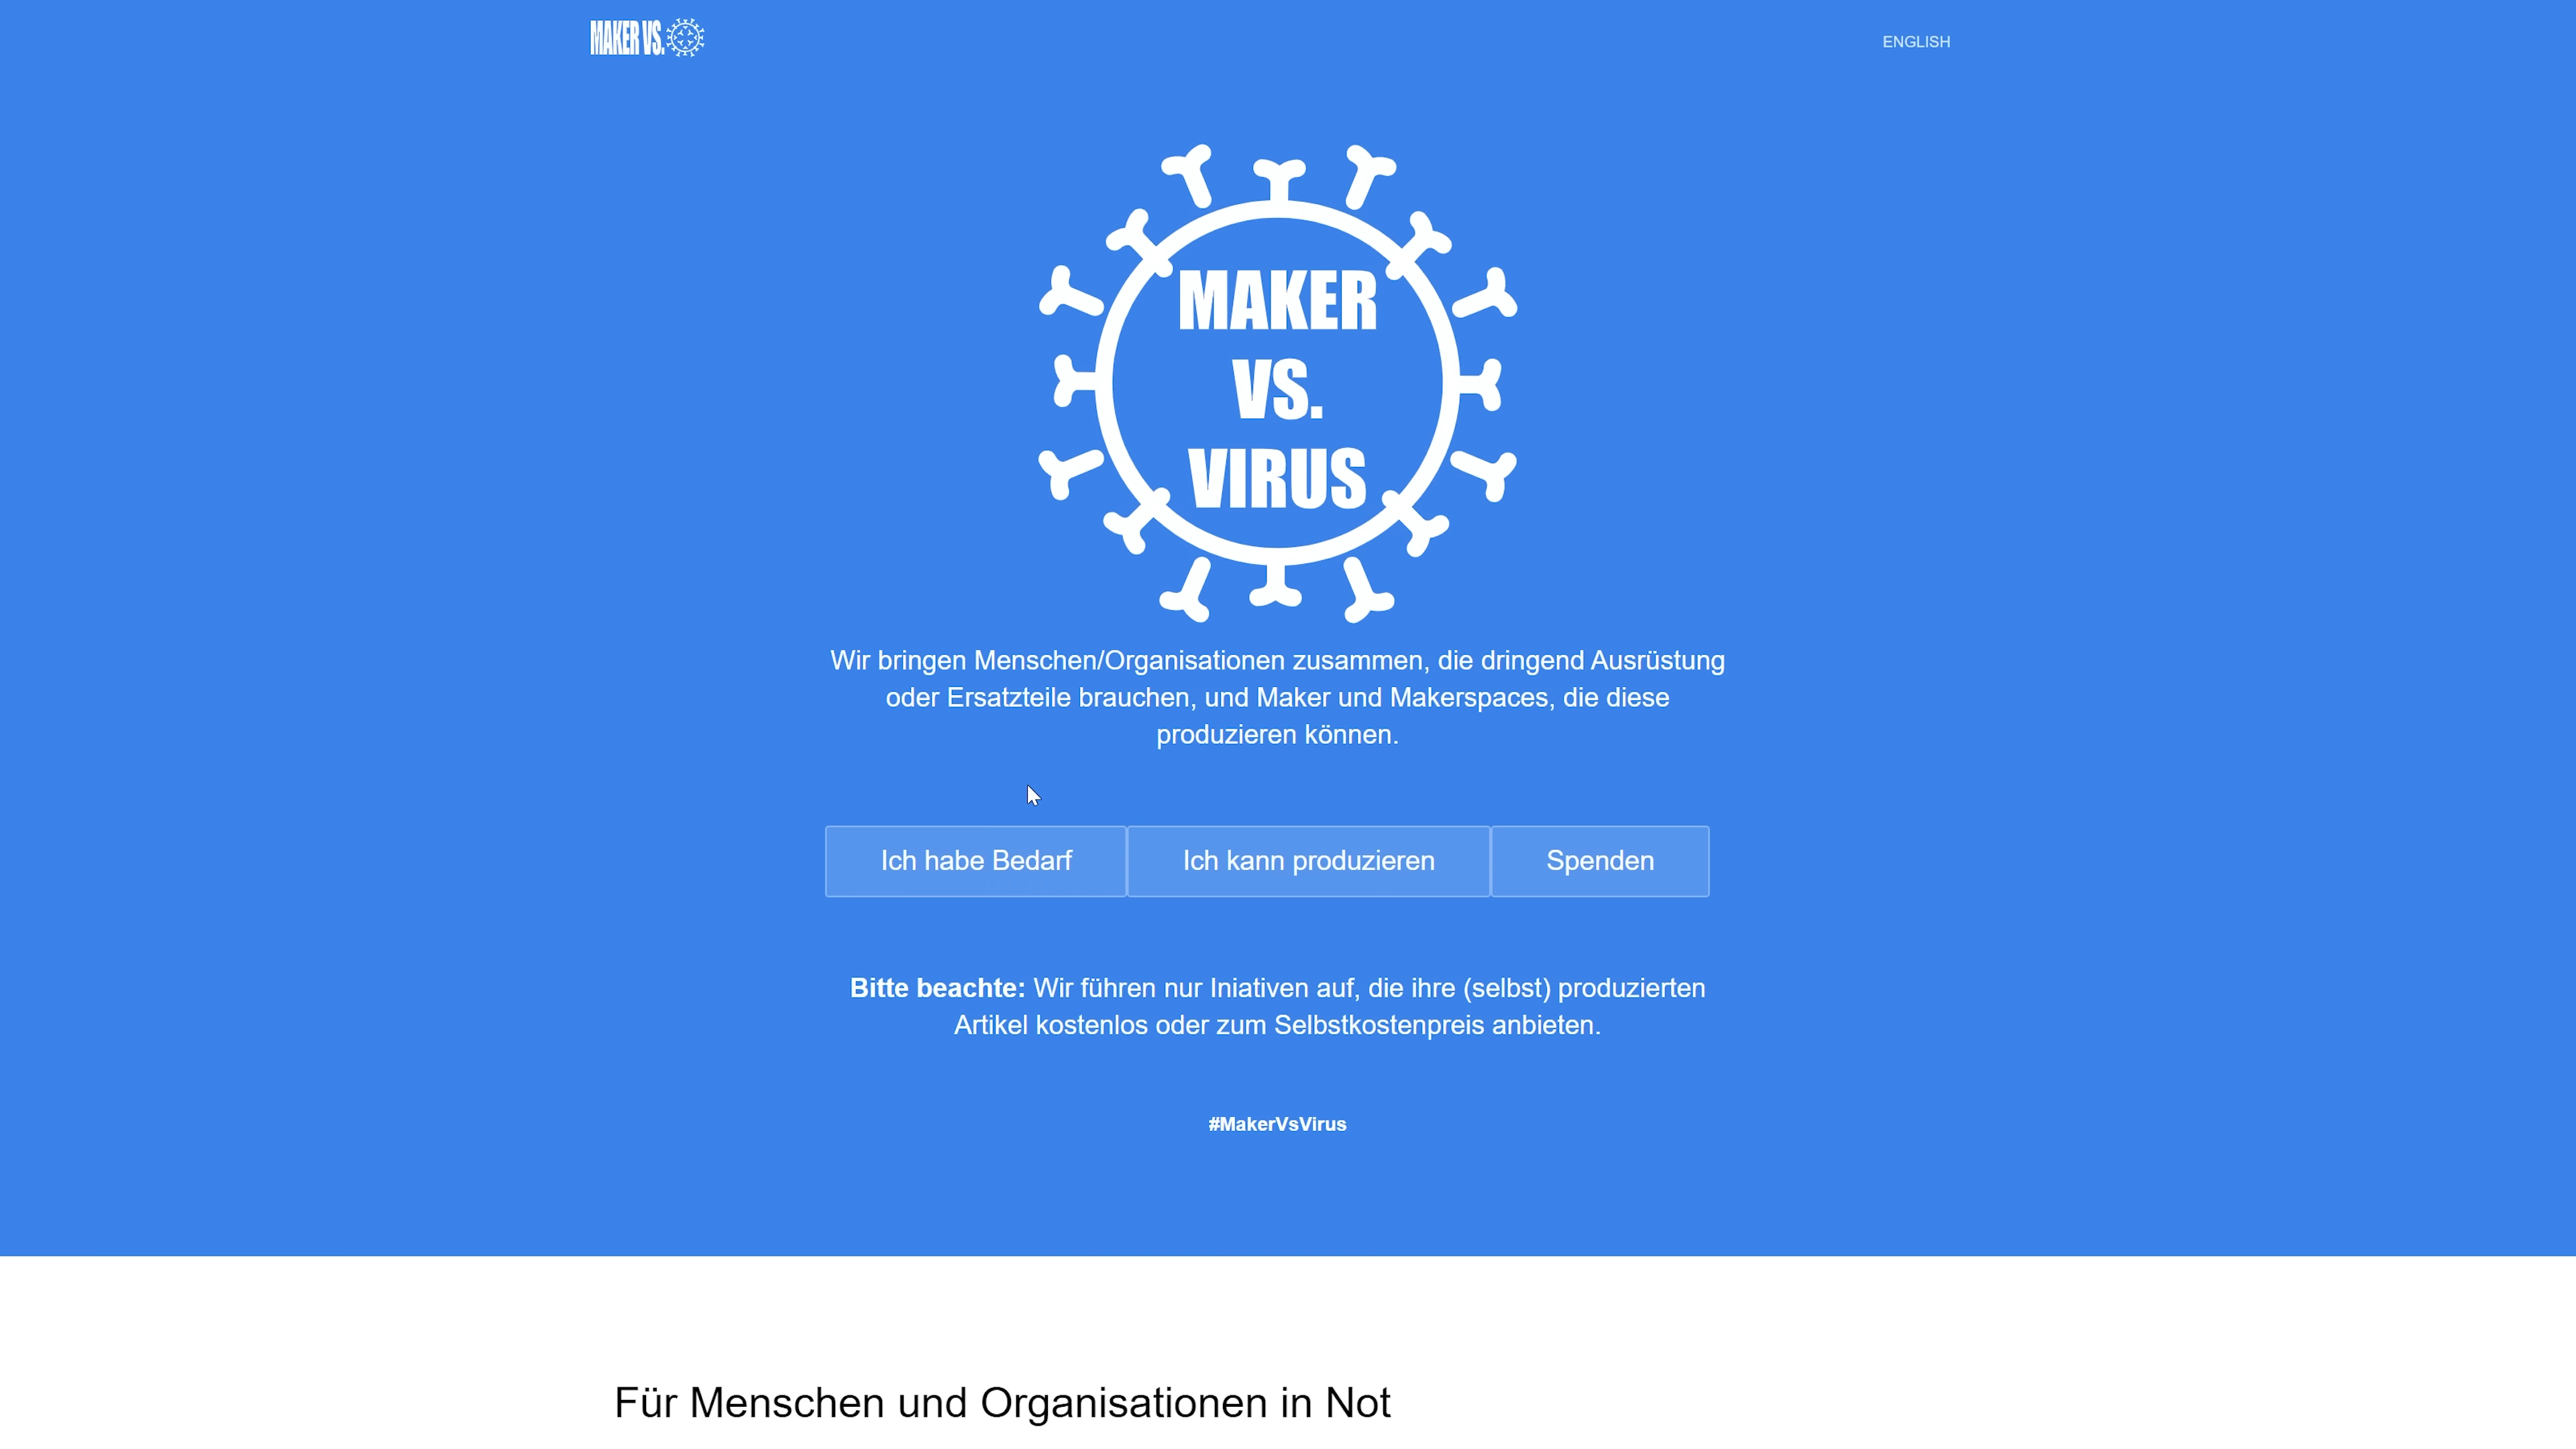 MAKER VS.
ENGLISH
MAKER
VS.
VIRUS
Wir bringen Menschen/Organisationen zusammen, die dringend Ausrüstung
oder Ersatzteile brauchen, und Maker und Makerspaces, die diese
produzieren können.
Ich habe Bedarf
Ich kann produzieren
Spenden
Bitte beachte: Wir führen nur Iniativen auf, die ihre (selbst) produzierten
Artikel kostenlos oder zum Selbstkostenpreis anbieten.
#MakerVsVirus
Für Menschen und Organisationen in Not